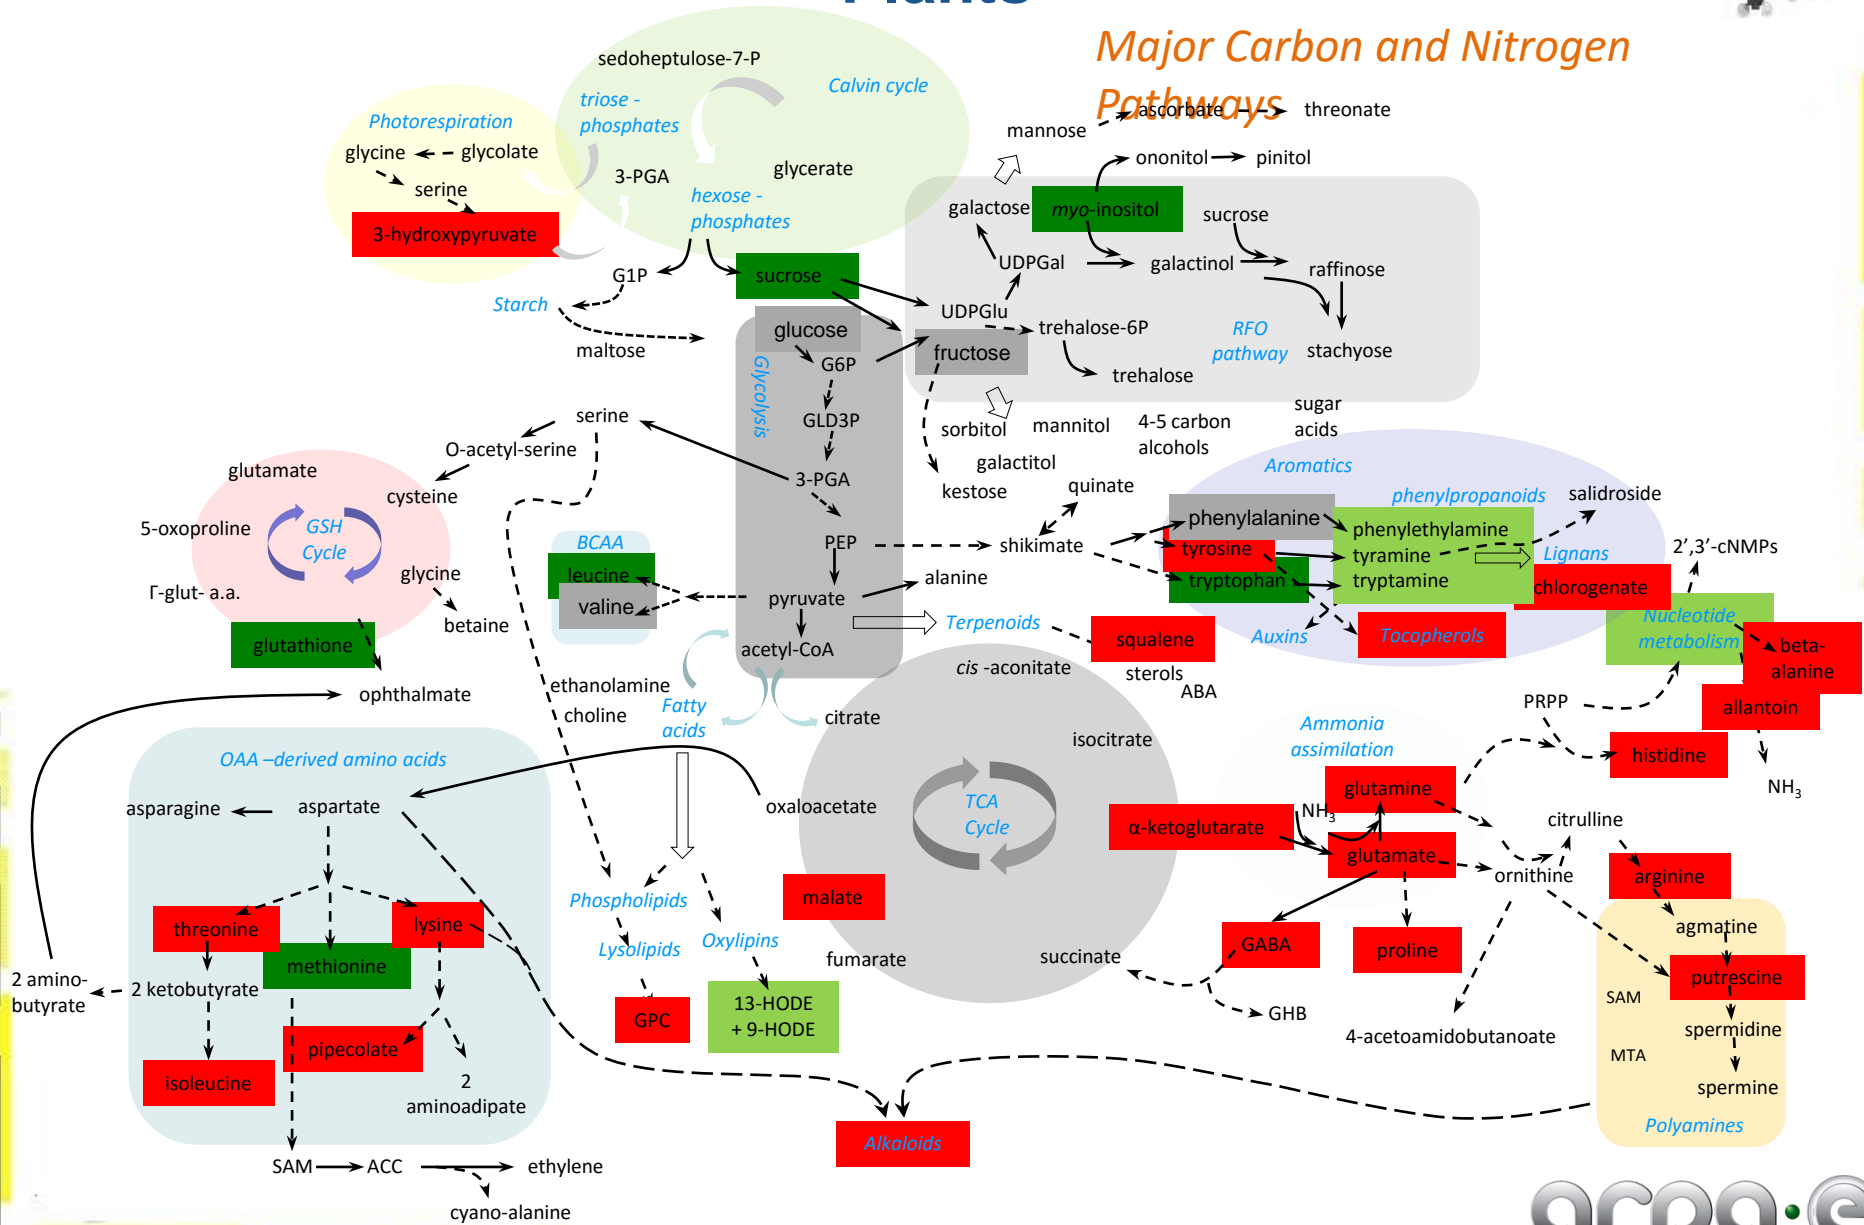 Plants
Major Carbon and Nitrogen
Pathways
sedoheptulose-7-P
Calvin cycle
triose -
phosphates
Photorespiration
glycine
glycolate
serine
3-hydroxypyruvate
3-PGA
glycerate
hexose -
phosphates
mannose
ascorbate
threonate
ononitol
pinitol
galactose
myo-inositol
sucrose
UDPGal
galactinol
raffinose
G1P
sucrose
Starch
maltose
UDPGlu
trehalose-6P
RFO
pathway
stachyose
glucose
fructose
trehalose
Glycolysis
G6P
GLD3P
3-PGA
PEP
pyruvate
acetyl-CoA
sorbitol
mannitol
4-5 carbon
alcohols
sugar
acids
galactitol
kestose
serine
O-acetyl-serine
cysteine
glutamate
5-oxoproline
GSH
Cycle
glycine
Γ-glut- a.a.
betaine
glutathione
ophthalmate
BCAA
leucine
valine
alanine
quinate
shikimate
Aromatics
phenylpropanoids
salidroside
phenylalanine
tyrosine
tryptophan
phenylethylamine
tyramine
tryptamine
Lignans
chlorogenate
2’,3’-cNMPs
Auxins
Tocopherols
Nucleotide
metabolism
beta-
alanine
allantoin
Terpenoids
squalene
sterols
ABA
cis -aconitate
ethanolamine
choline
Fatty
acids
citrate
isocitrate
PRPP
histidine
NH3
Ammonia
assimilation
glutamine
NH3
α-ketoglutarate
glutamate
citrulline
ornithine
arginine
agmatine
putrescine
SAM
spermidine
MTA
spermine
Polyamines
OAA –derived amino acids
asparagine
aspartate
oxaloacetate
TCA
Cycle
malate
fumarate
succinate
Phospholipids
Lysolipids
Oxylipins
GPC
13-HODE
+ 9-HODE
GABA
proline
GHB
4-acetoamidobutanoate
threonine
lysine
methionine
2 amino-
butyrate
2 ketobutyrate
pipecolate
isoleucine
2
aminoadipate
Alkaloids
SAM
ACC
ethylene
cyano-alanine
arpa·e